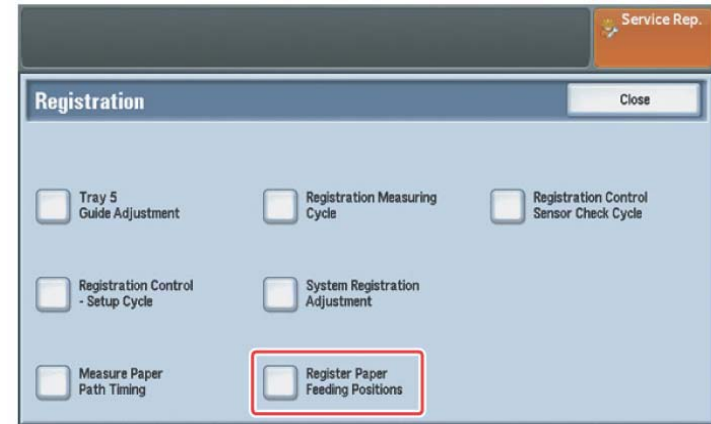 Service Rep.
Registration
Close
Tray 5
Guide Adjustment
Registration Measuring
Cycle
Registration Control
Sensor Check Cycle
Registration Control
- Setup Cycle
System Registration
Adjustment
Measure Paper
Path Timing
Register Paper
Feeding Positions